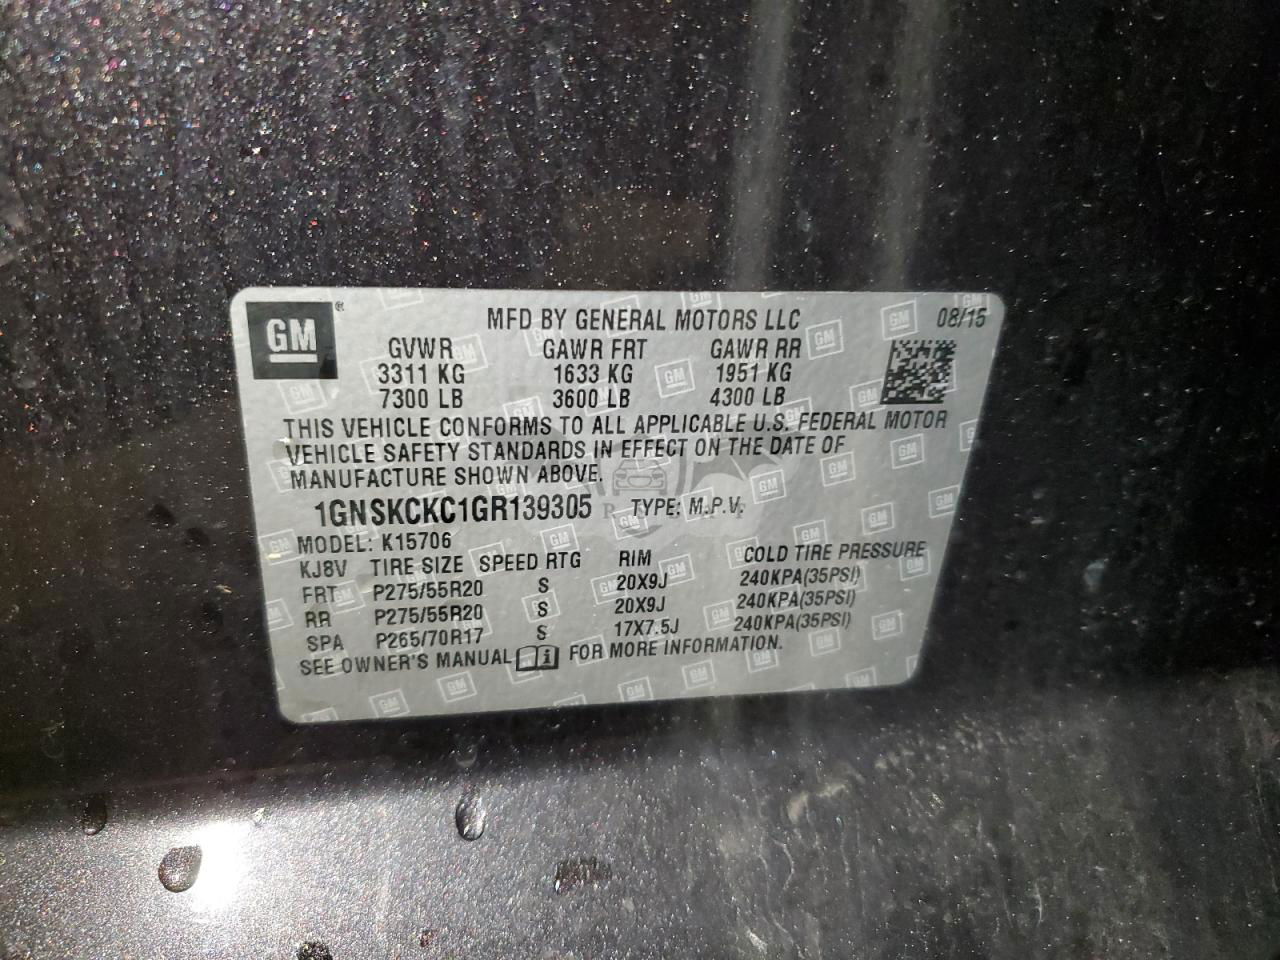 GM® MFD BY GENERAL MOTORS LLC 08/15
GVWR GAWR FRT GAWR RR
3311 KG 1633 KG 1951 KG
7300 LB 3600 LB 4300 LB
THIS VEHICLE CONFORMS TO ALL APPLICABLE U.S. FEDERAL MOTOR
VEHICLE SAFETY STANDARDS IN EFFECT ON THE DATE OF
MANUFACTURE SHOWN ABOVE.
1GNSKCKC1GR139305 TYPE: M.P.V.
MODEL: K15706
KJ8V TIRE SIZE SPEED RTG RIM COLD TIRE PRESSURE
FRT P275/55R20 S 20X9J 240KPA(35PSI)
RR P275/55R20 S 20X9J 240KPA(35PSI)
SPA P265/70R17 S 17X7.5J 240KPA(35PSI)
SEE OWNER'S MANUAL FOR MORE INFORMATION.